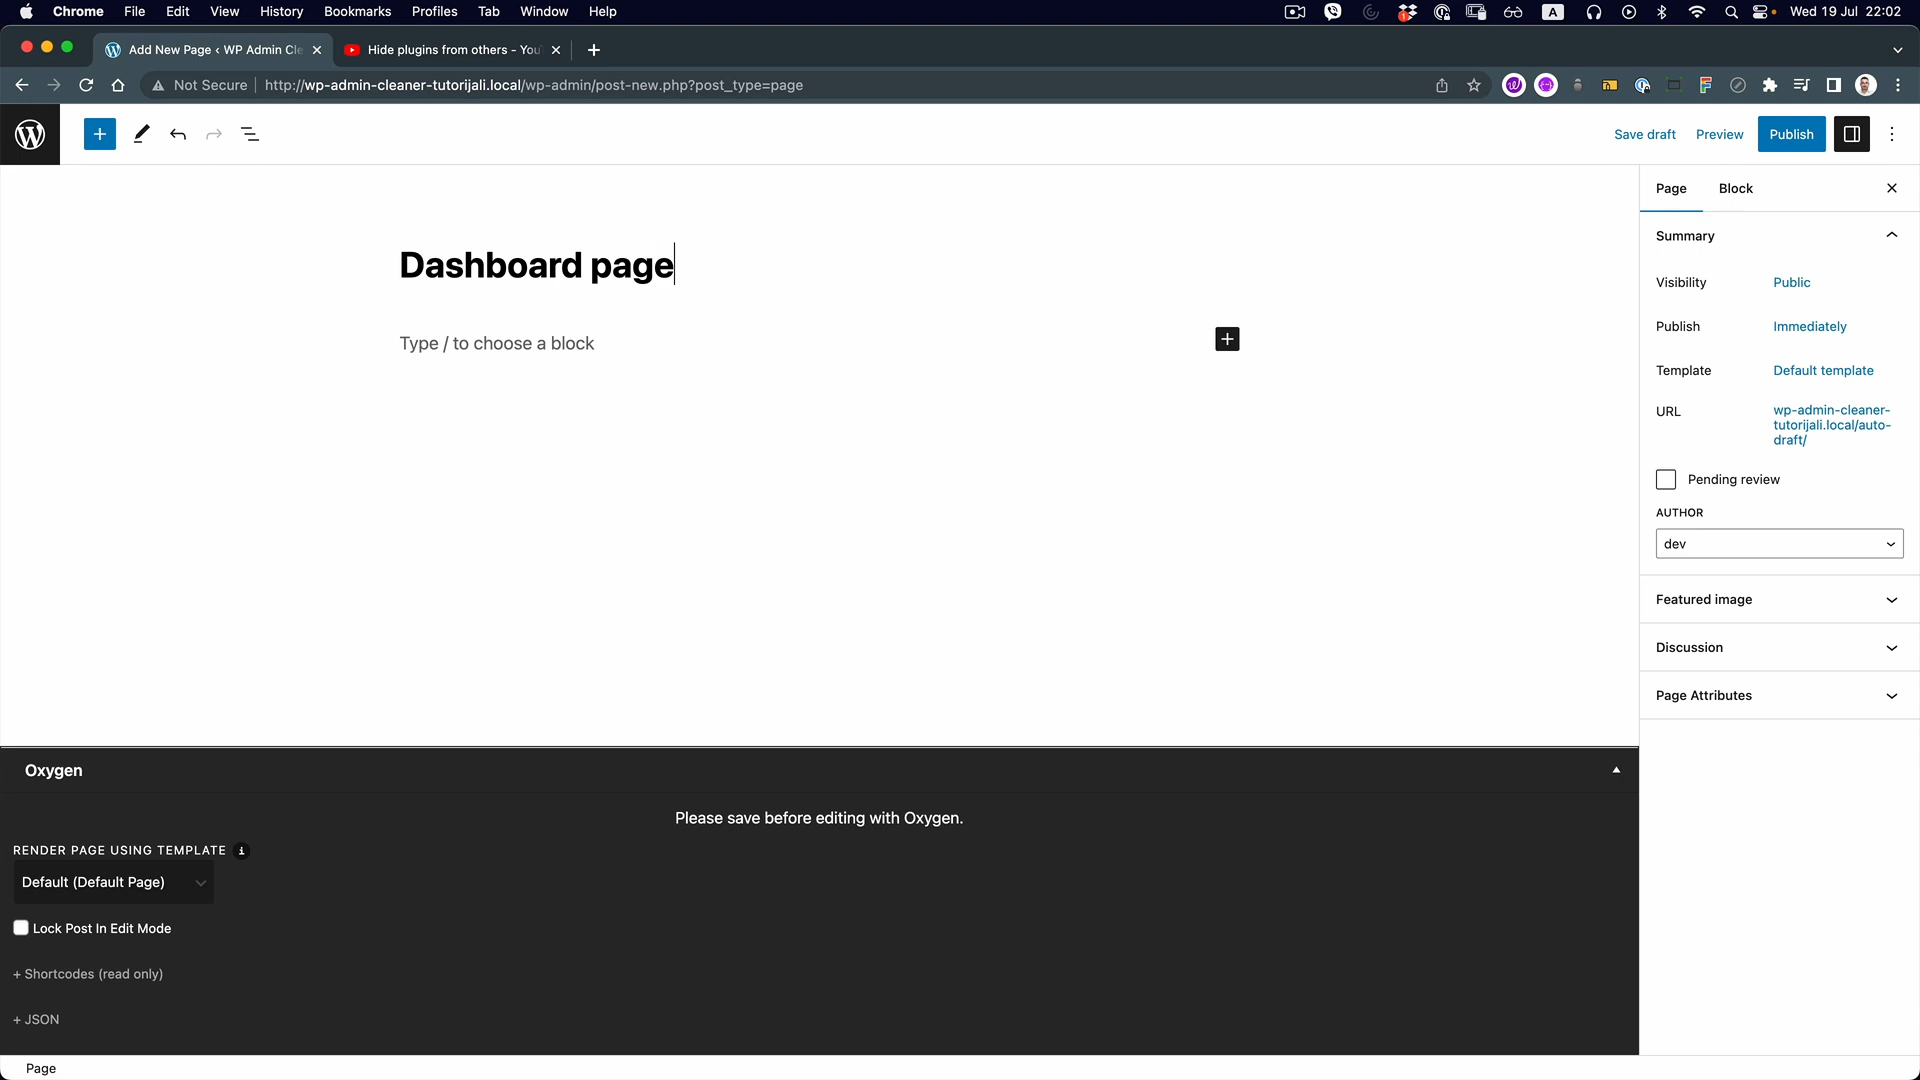 Chrome File Edit View History Bookmarks Profiles Tab Window Help
A Wed 19 Jul 22:02
Add New Page ‹ WP Admin Cle
Hide plugins from others - You
Not Secure http://wp-admin-cleaner-tutorijali.local/wp-admin/post-new.php?post_type=page
Save draft Preview Publish
Dashboard page
Type / to choose a block
Page Block
Summary
Visibility Public
Publish Immediately
Template Default template
URL wp-admin-cleaner-
tutorijali.local/auto-
draft/
Pending review
AUTHOR
dev
Featured image
Discussion
Page Attributes
Oxygen
Please save before editing with Oxygen.
RENDER PAGE USING TEMPLATE i
Default (Default Page)
Lock Post In Edit Mode
+ Shortcodes (read only)
+ JSON
Page